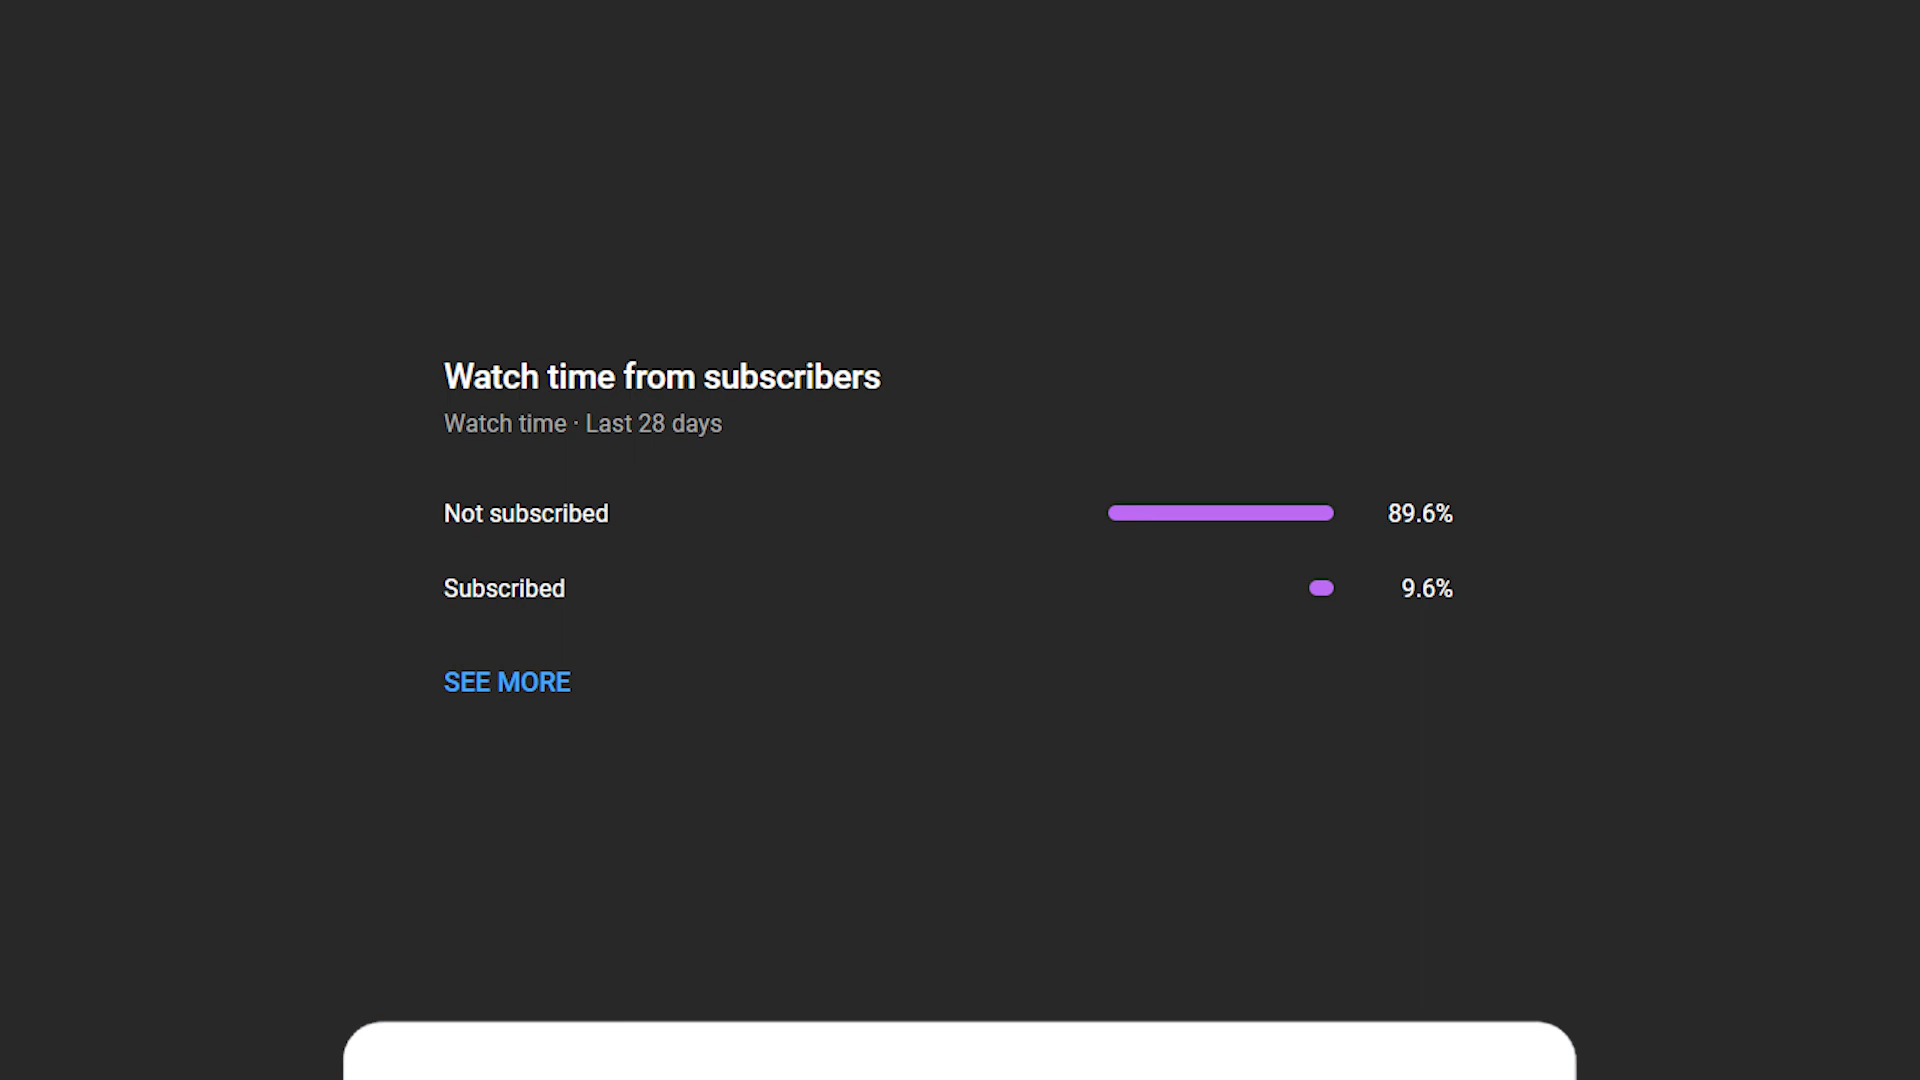 Watch time from subscribers
Watch time · Last 28 days
Not subscribed 89.6%
Subscribed 9.6%
SEE MORE